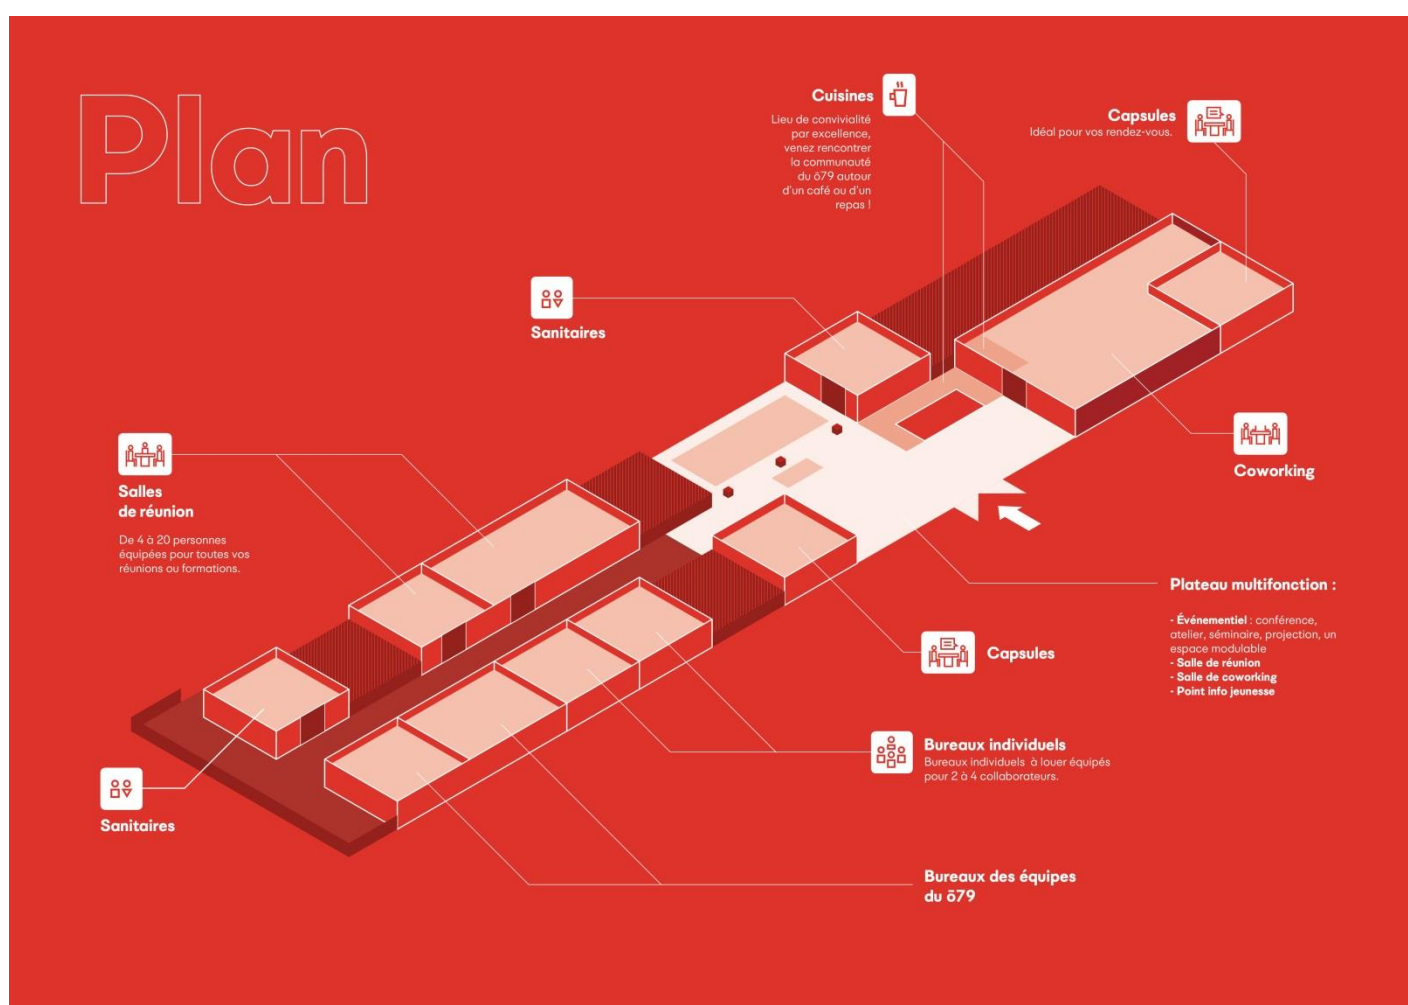 Plan
Cuisines
Lieu de convivialité
par excellence,
venez rencontrer
la communauté
du ō79 autour
d'un café ou d'un
repas !
Capsules
Idéal pour vos rendez-vous.
Sanitaires
Salles
de réunion
De 4 à 20 personnes
équipées pour toutes vos
réunions ou formations.
Coworking
Plateau multifonction :
- Événementiel : conférence,
atelier, séminaire, projection, un
espace modulable
- Salle de réunion
- Salle de coworking
- Point info jeunesse
Capsules
Bureaux individuels
Bureaux individuels à louer équipés
pour 2 à 4 collaborateurs.
Sanitaires
Bureaux des équipes
du ō79